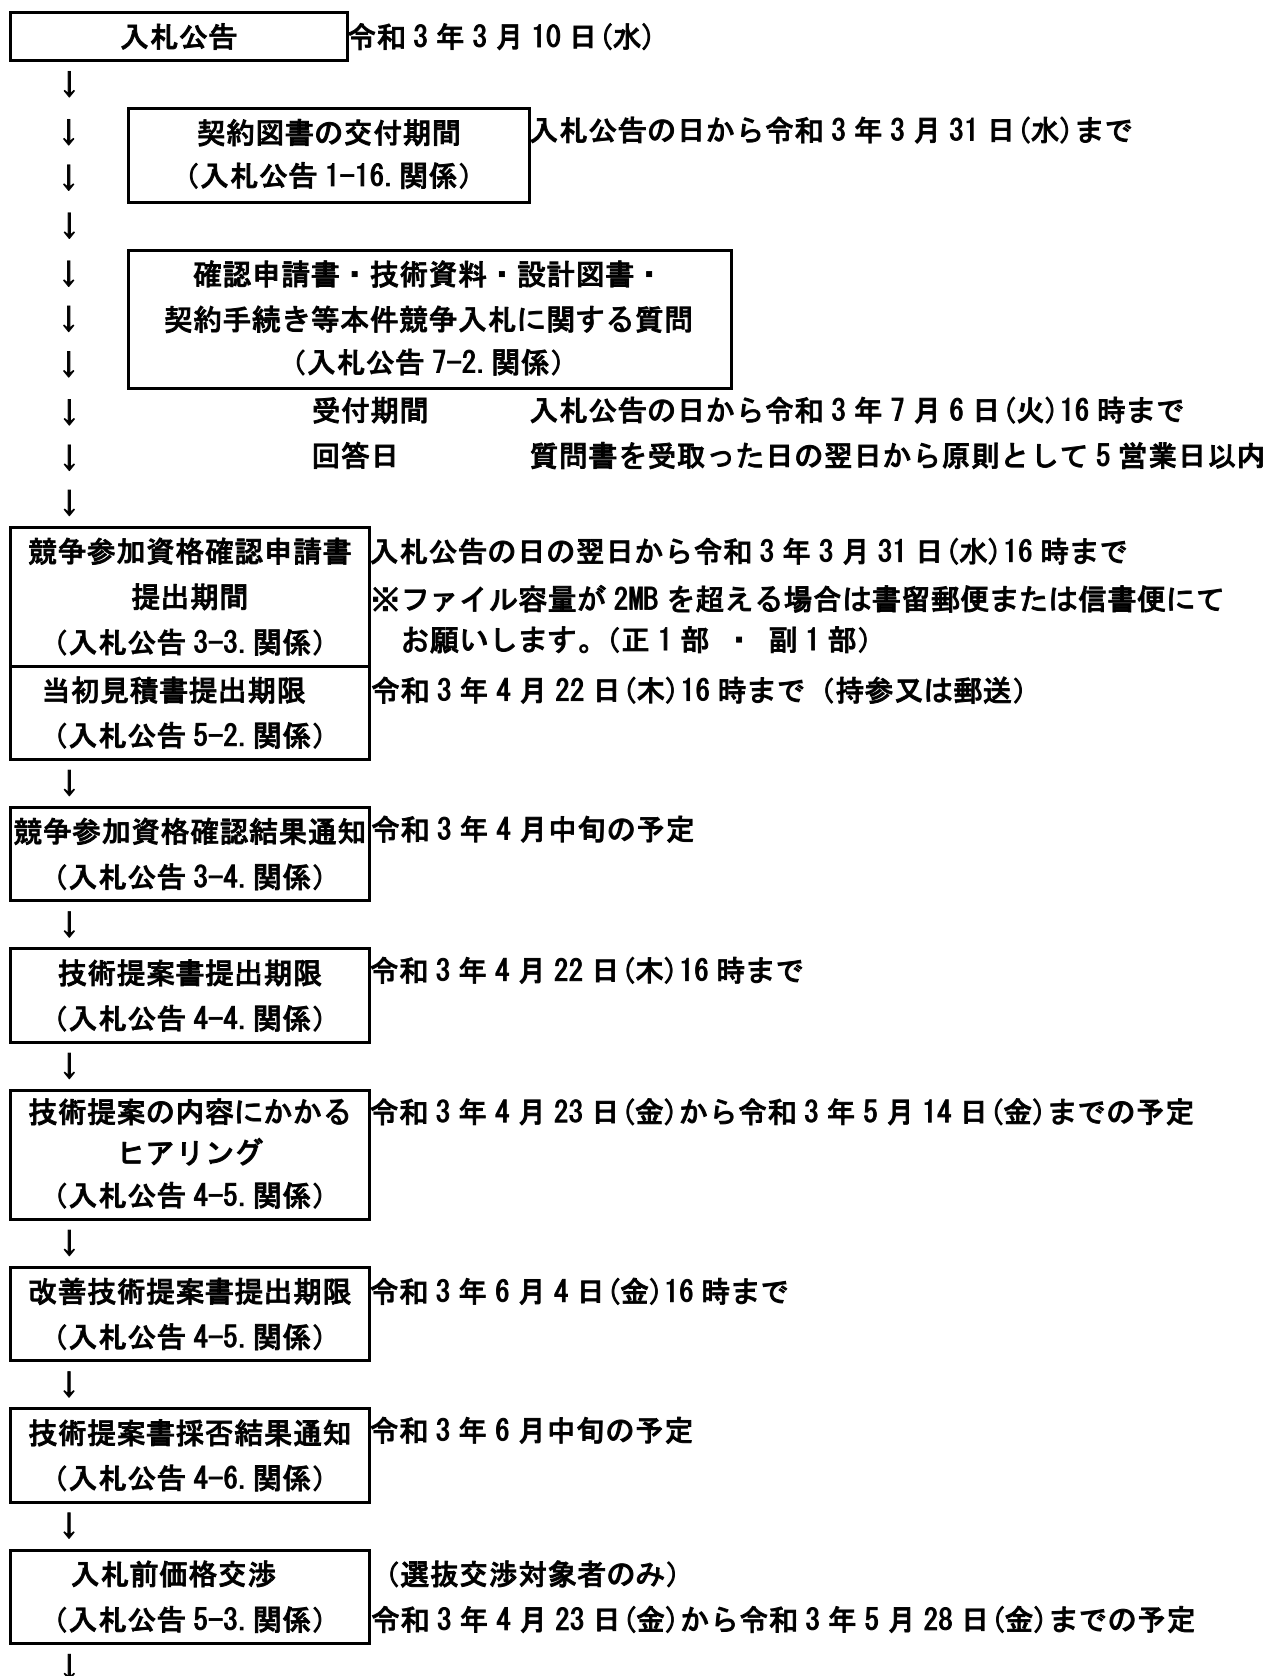 入札公告 令和3年3月10日(水)
↓
↓ 契約図書の交付期間 入札公告の日から令和3年3月31日(水)まで
↓ (入札公告1-16.関係)
↓
↓ 確認申請書・技術資料・設計図書・
↓ 契約手続き等本件競争入札に関する質問
↓ (入札公告7-2.関係)
↓ 受付期間 入札公告の日から令和3年7月6日(火)16時まで
↓ 回答日 質問書を受取った日の翌日から原則として5営業日以内
↓
競争参加資格確認申請書 入札公告の日の翌日から令和3年3月31日(水)16時まで
提出期間 ※ファイル容量が2MBを超える場合は書留郵便または信書便にて
(入札公告3-3.関係) お願いします。(正1部 ・ 副1部)
当初見積書提出期限 令和3年4月22日(木)16時まで (持参又は郵送)
(入札公告5-2.関係)
↓
競争参加資格確認結果通知 令和3年4月中旬の予定
(入札公告3-4.関係)
↓
技術提案書提出期限 令和3年4月22日(木)16時まで
(入札公告4-4.関係)
↓
技術提案の内容にかかる 令和3年4月23日(金)から令和3年5月14日(金)までの予定
ヒアリング
(入札公告4-5.関係)
↓
改善技術提案書提出期限 令和3年6月4日(金)16時まで
(入札公告4-5.関係)
↓
技術提案書採否結果通知 令和3年6月中旬の予定
(入札公告4-6.関係)
↓
入札前価格交渉 (選抜交渉対象者のみ)
(入札公告5-3.関係) 令和3年4月23日(金)から令和3年5月28日(金)までの予定
↓